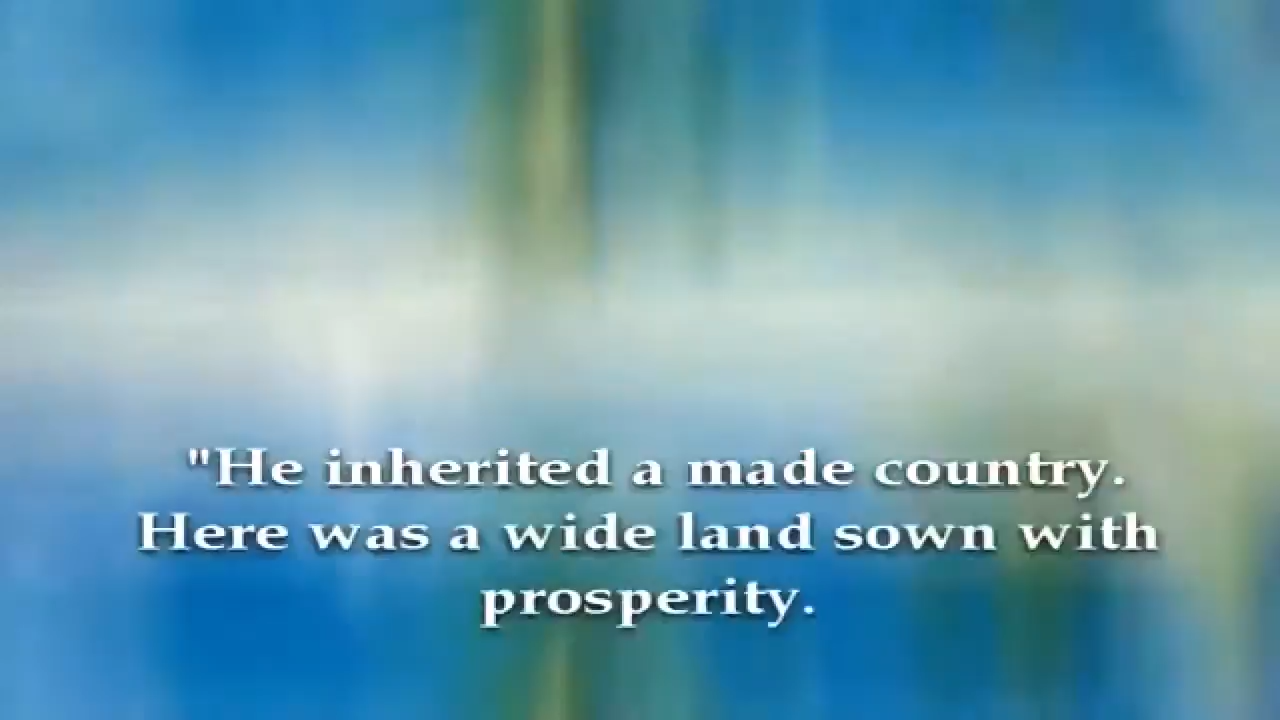 "He inherited a made country.
Here was a wide land sown with
prosperity.